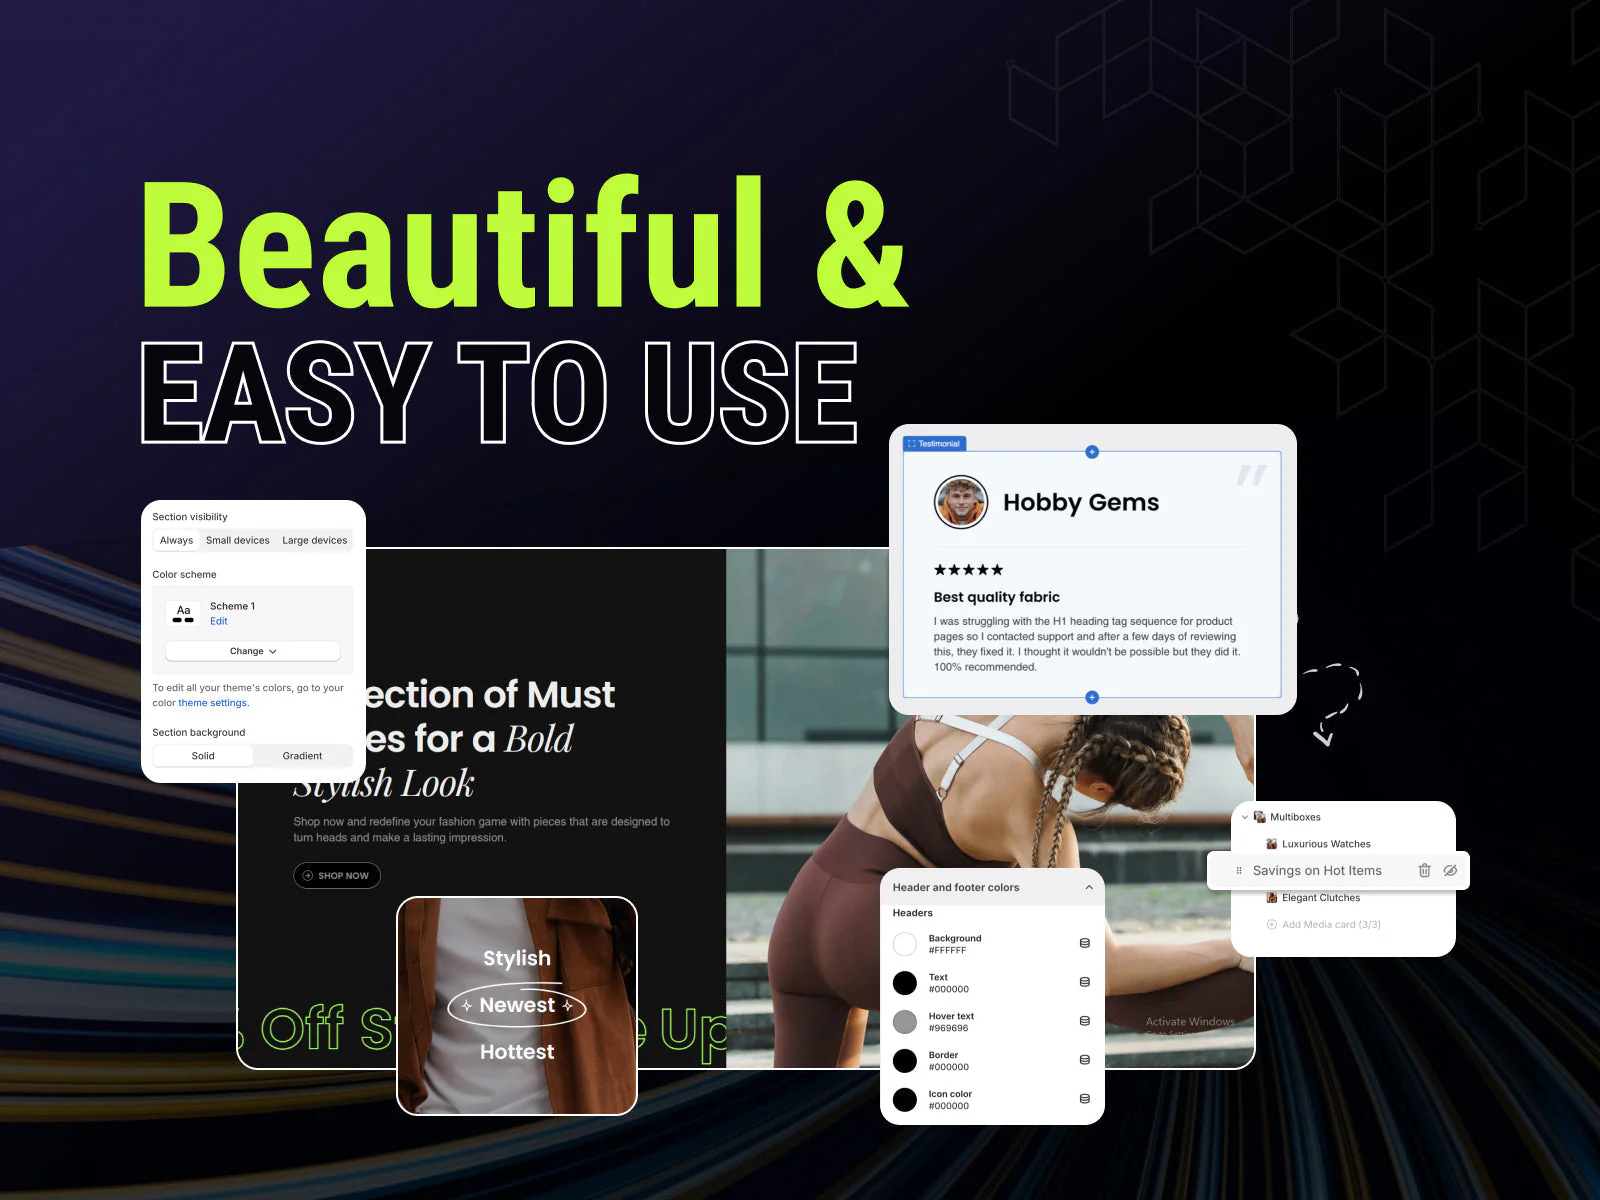 Beautiful &
EASY TO USE
Testimonial
Hobby Gems
Best quality fabric
I was struggling with the H1 heading tag sequence for product
pages so I contacted support and after a few days of reviewing
this, they fixed it. I thought it wouldn't be possible but they did it.
100% recommended.
Section visibility
Always Small devices Large devices
Color scheme
Aa
Scheme 1
Edit
Change
To edit all your theme's colors, go to your
color theme settings.
Section background
Solid Gradient
ection of Must
es for a Bold
Stylish Look
Shop now and redefine your fashion game with pieces that are designed to
turn heads and make a lasting impression.
SHOP NOW
% Off S
e Up
Stylish
Newest
Hottest
Header and footer colors
Headers
Background
#FFFFFF
Text
#000000
Hover text
#969696
Border
#000000
Icon color
#000000
Multiboxes
Luxurious Watches
Savings on Hot Items
Elegant Clutches
Add Media card (3/3)
Activate Windows